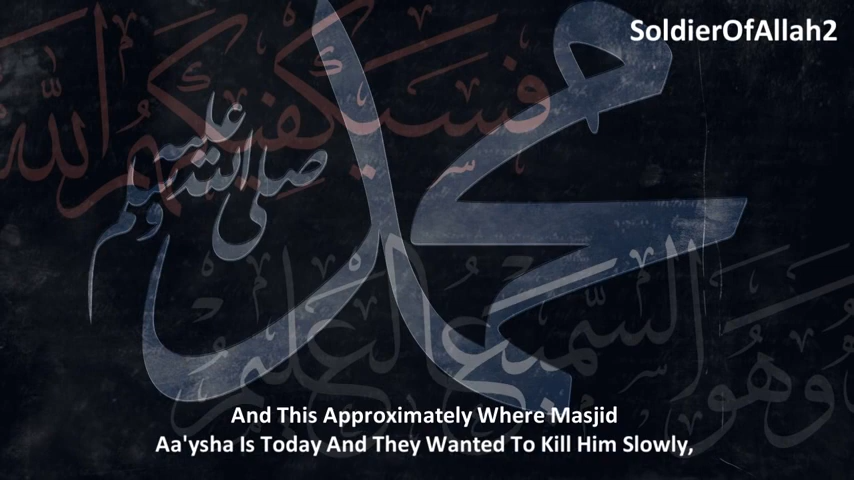 SoldierOfAllah2
فسيكفيكهم الله
محمد
صلى الله
عليه
وسلم
وهو السميع العليم
And This Approximately Where Masjid
Aa'ysha Is Today And They Wanted To Kill Him Slowly,